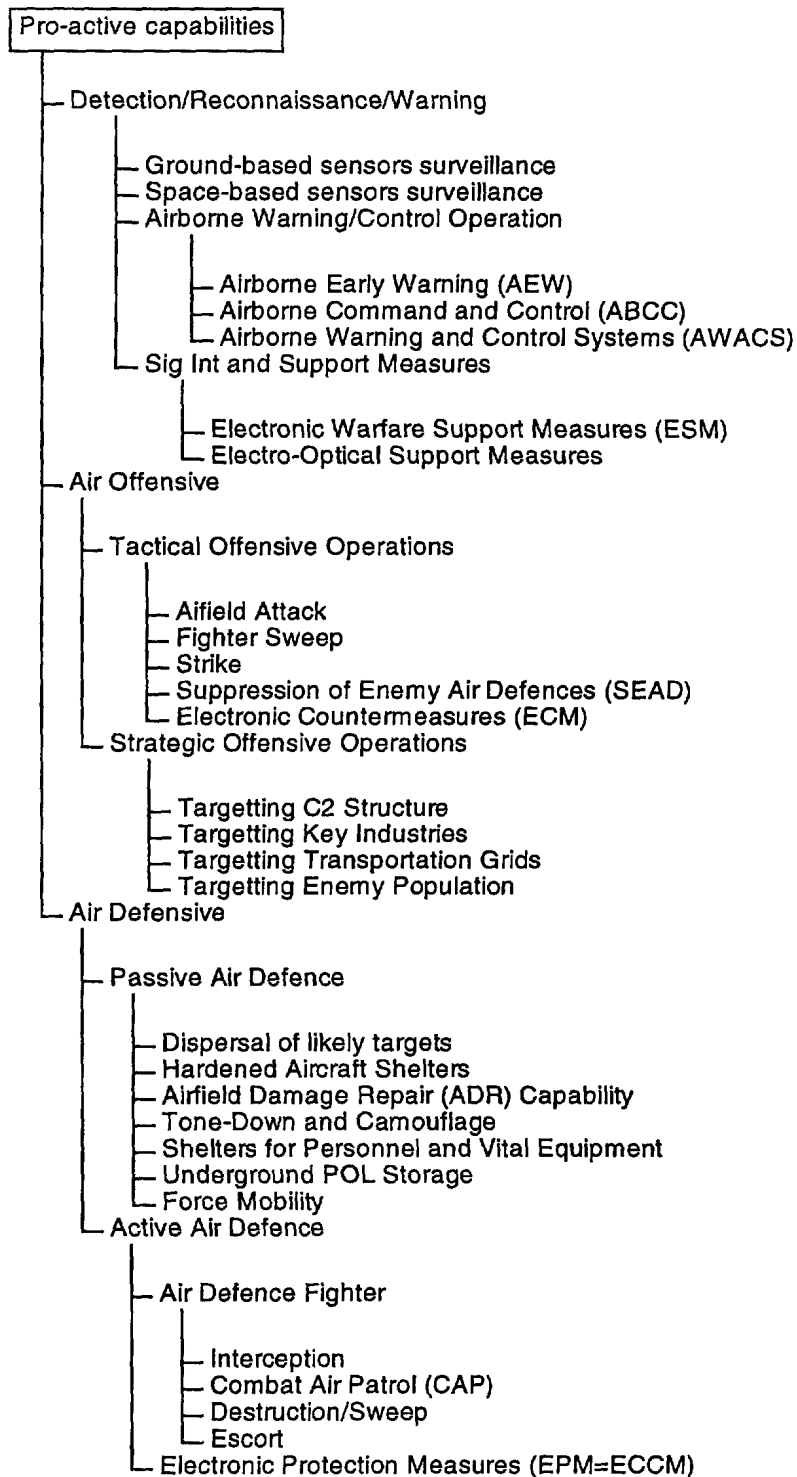 Pro-active capabilities
Detection/Reconnaissance/Warning
Ground-based sensors surveillance
Space-based sensors surveillance
Airborne Warning/Control Operation
Airborne Early Warning (AEW)
Airborne Command and Control (ABCC)
Airborne Warning and Control Systems (AWACS)
Sig Int and Support Measures
Electronic Warfare Support Measures (ESM)
Electro-Optical Support Measures
Air Offensive
Tactical Offensive Operations
Aifield Attack
Fighter Sweep
Strike
Suppression of Enemy Air Defences (SEAD)
Electronic Countermeasures (ECM)
Strategic Offensive Operations
Targetting C2 Structure
Targetting Key Industries
Targetting Transportation Grids
Targetting Enemy Population
Air Defensive
Passive Air Defence
Dispersal of likely targets
Hardened Aircraft Shelters
Airfield Damage Repair (ADR) Capability
Tone-Down and Camouflage
Shelters for Personnel and Vital Equipment
Underground POL Storage
Force Mobility
Active Air Defence
Air Defence Fighter
Interception
Combat Air Patrol (CAP)
Destruction/Sweep
Escort
Electronic Protection Measures (EPM=ECCM)